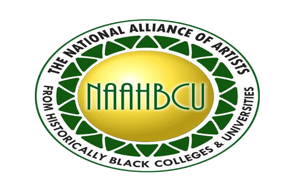 THE NATIONAL ALLIANCE OF ARTISTS
NAAHBCU
FROM HISTORICALLY BLACK COLLEGES & UNIVERSITIES